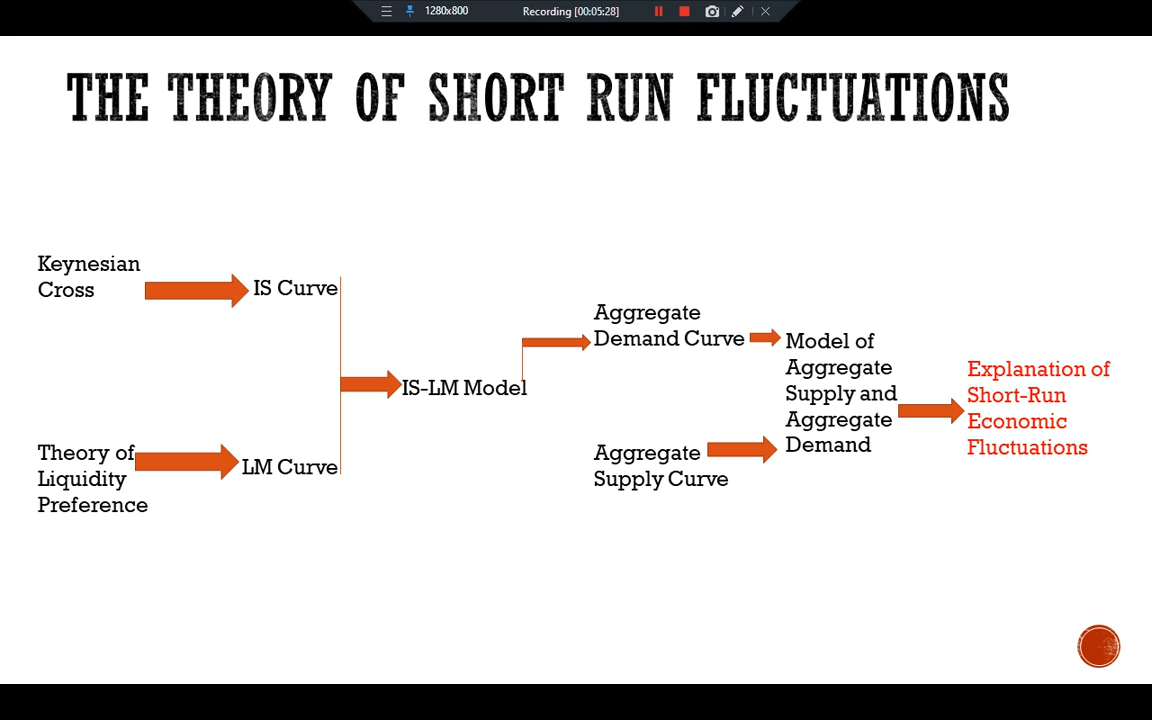 1280x800
Recording [00:05:28]
THE THEORY OF SHORT RUN FLUCTUATIONS
Keynesian
Cross
IS Curve
Theory of
Liquidity
Preference
LM Curve
IS-LM Model
Aggregate
Demand Curve
Aggregate
Supply Curve
Model of
Aggregate
Supply and
Aggregate
Demand
Explanation of
Short-Run
Economic
Fluctuations